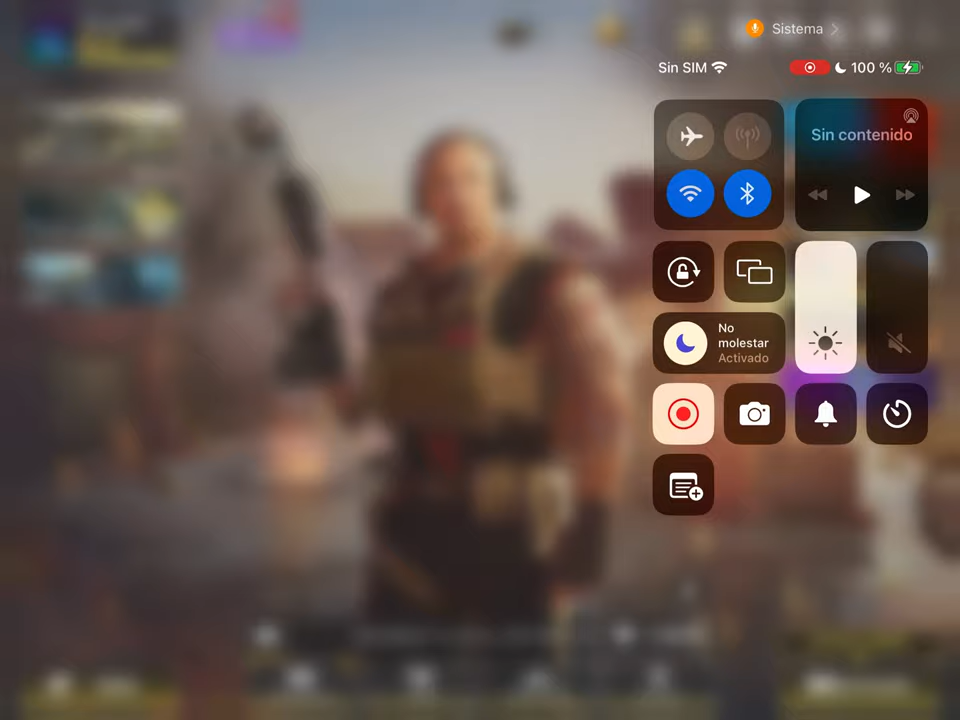 Sistema
Sin SIM 100 %
Sin contenido
No
molestar
Activado